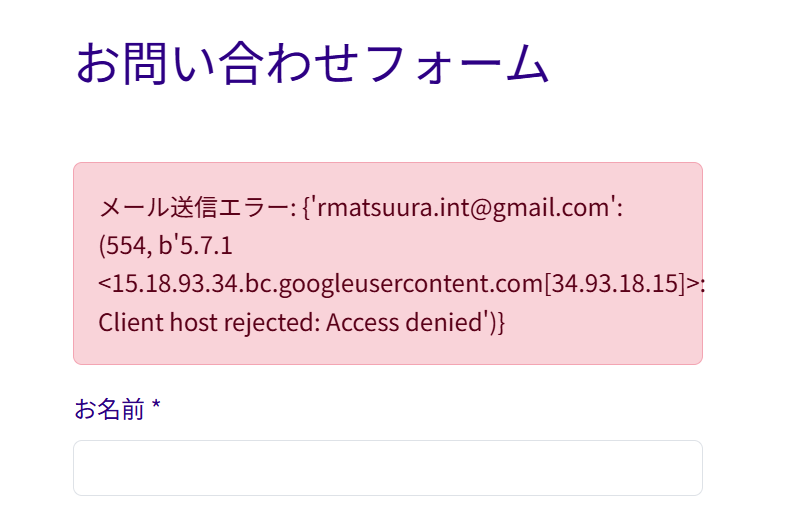 お問い合わせフォーム
メール送信エラー: {'rmatsuura.int@gmail.com':
(554, b'5.7.1
<15.18.93.34.bc.googleusercontent.com[34.93.18.15]>:
Client host rejected: Access denied')}
お名前 *